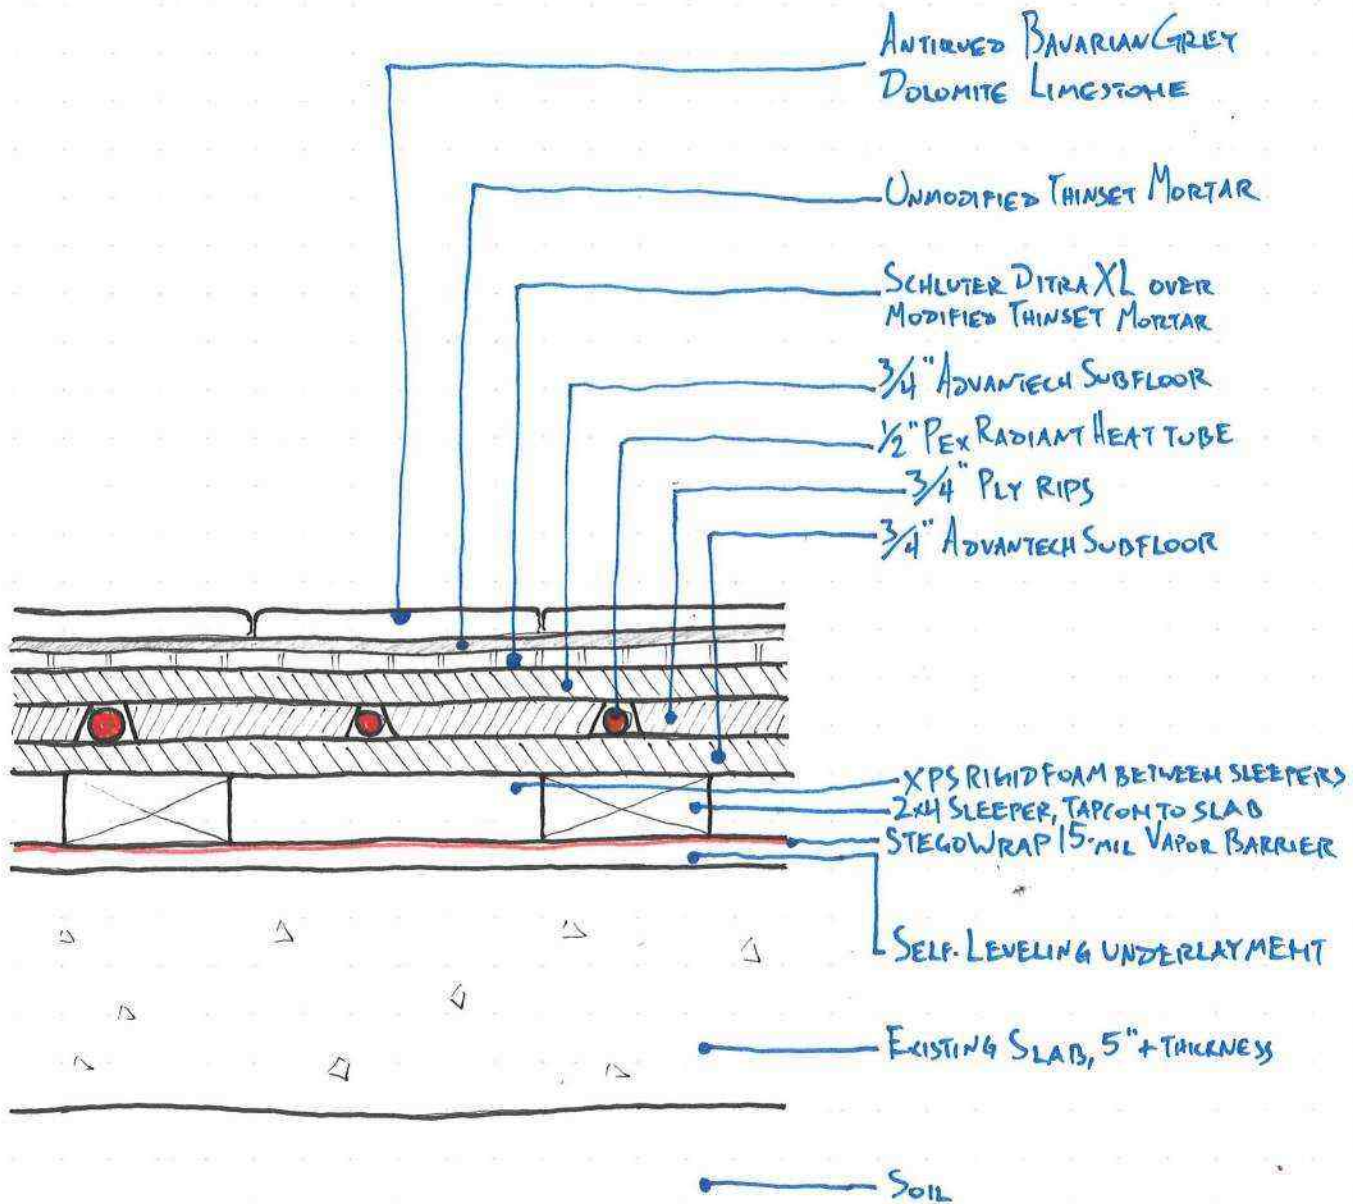 ANTIQUED BAVARIAN GREY
DOLOMITE LIMESTONE
UNMODIFIED THINSET MORTAR
SCHLUTER DITRA XL OVER
MODIFIED THINSET MORTAR
3/4" ADVANTECH SUBFLOOR
1/2" PEX RADIANT HEAT TUBE
3/4" PLY RIPS
3/4" ADVANTECH SUBFLOOR
XPS RIGID FOAM BETWEEN SLEEPERS
2x4 SLEEPER, TAPCON TO SLAB
STEGOWRAP 15-MIL VAPOR BARRIER
SELF-LEVELING UNDERLAYMENT
EXISTING SLAB, 5"+ THICKNESS
SOIL